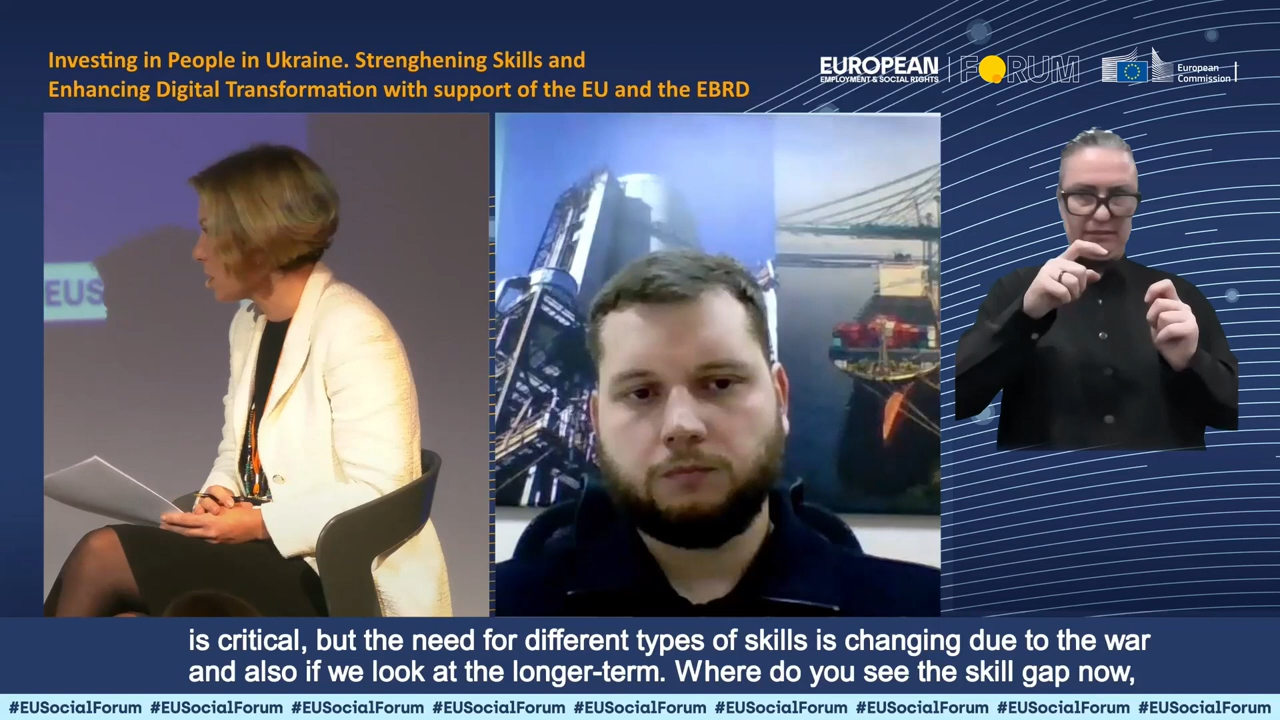 Investing in People in Ukraine. Strenghening Skills and
Enhancing Digital Transformation with support of the EU and the EBRD
EUROPEAN
EMPLOYMENT & SOCIAL RIGHTS
FORUM
European
Commission
EUS
is critical, but the need for different types of skills is changing due to the war
and also if we look at the longer-term. Where do you see the skill gap now,
#EUSocialForum #EUSocialForum #EUSocialForum #EUSocialForum #EUSocialForum #EUSocialForum #EUSocialForum #EUSocialForum #EUSocialForum